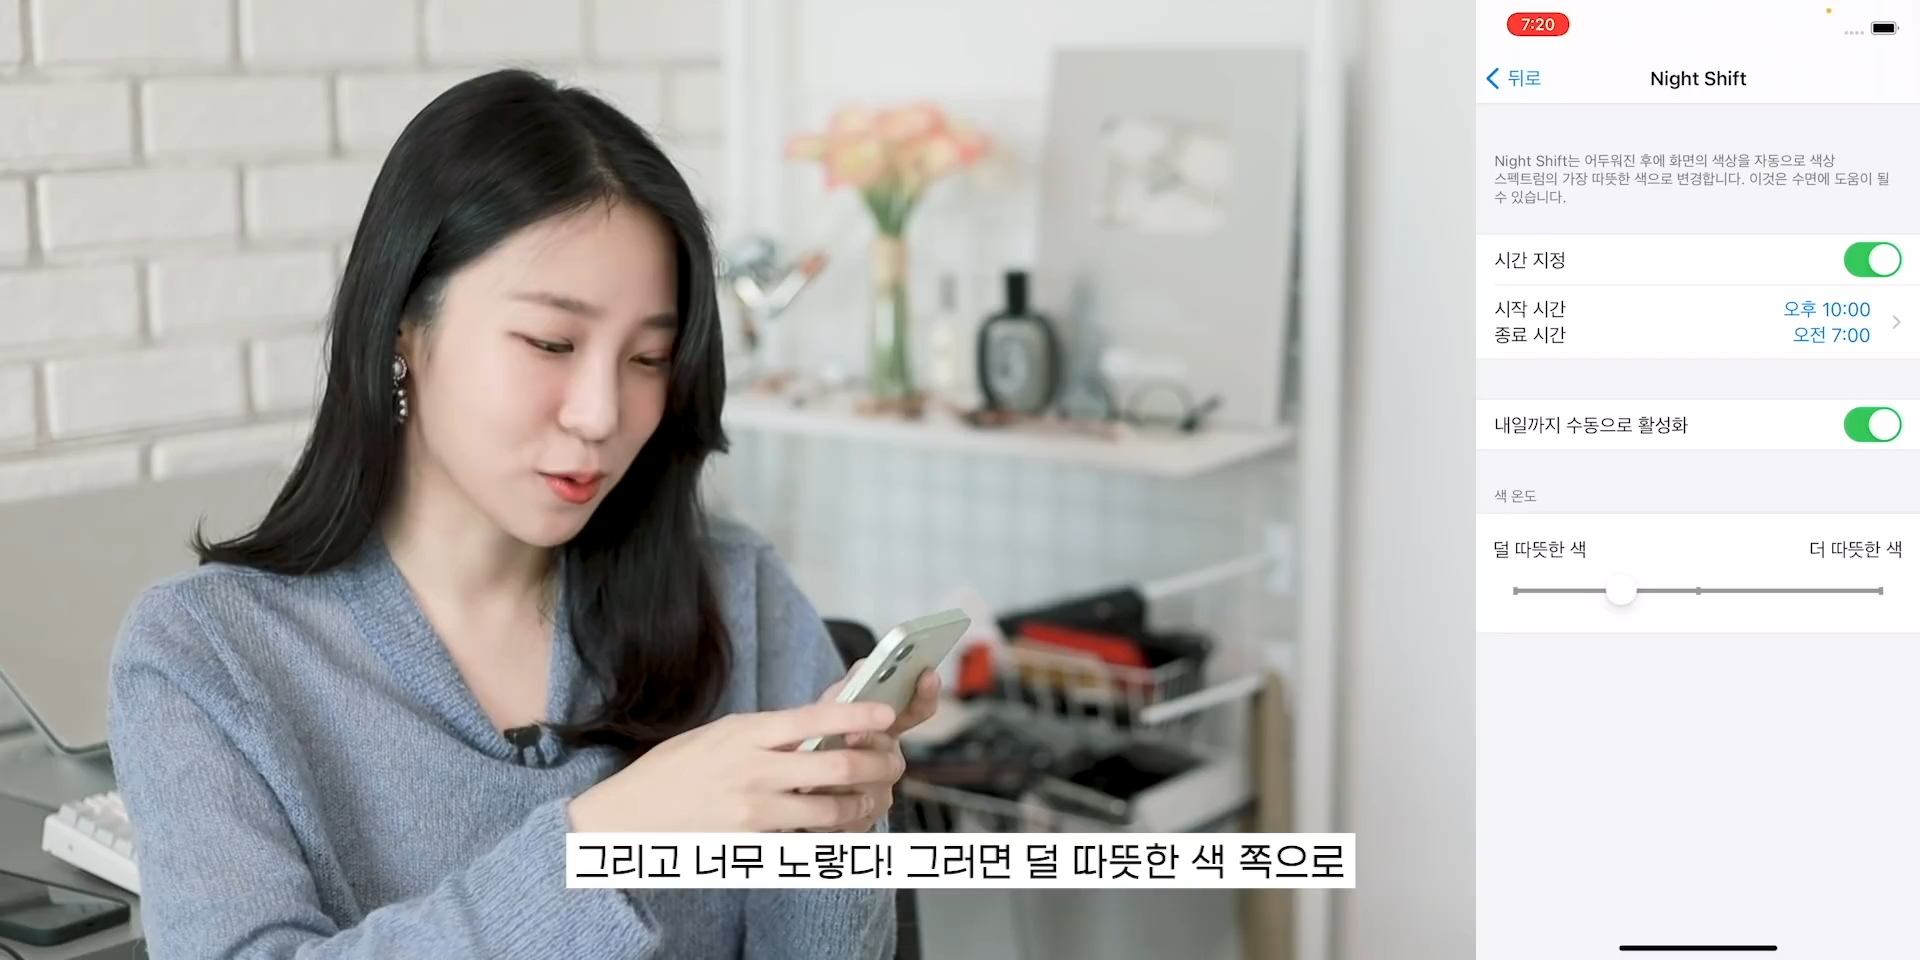 그리고 너무 노랗다! 그러면 덜 따뜻한 색 쪽으로
7:20
뒤로
Night Shift
Night Shift는 어두워진 후에 화면의 색상을 자동으로 색상
스펙트럼의 가장 따뜻한 색으로 변경합니다. 이것은 수면에 도움이 될
수 있습니다.
시간 지정
시작 시간 오후 10:00
종료 시간 오전 7:00
내일까지 수동으로 활성화
색 온도
덜 따뜻한 색 더 따뜻한 색